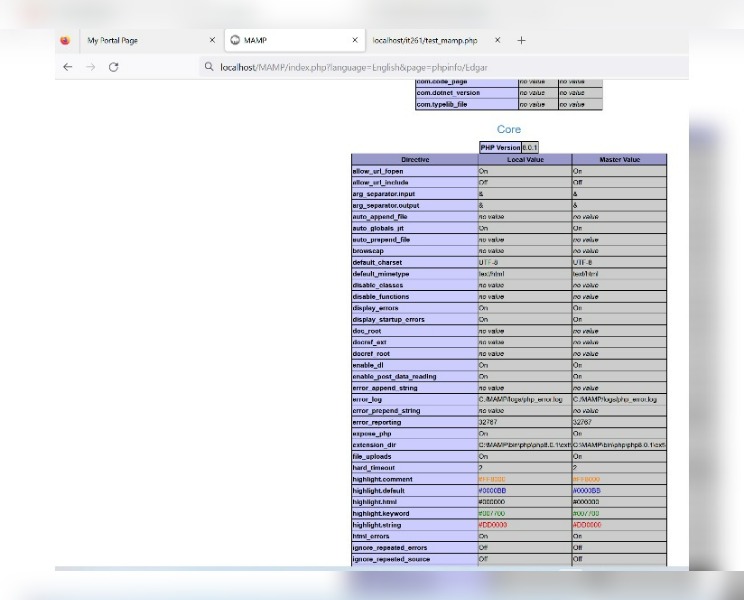 My Portal Page
MAMP
localhost/it261/test_mamp.php
localhost/MAMP/index.php?language=English&page=phpinfo/Edgar
com.code_page no value no value
com.dotnet_version no value no value
com.typelib_file no value no value
Core
PHP Version 8.0.1
Directive Local Value Master Value
allow_url_fopen On On
allow_url_include Off Off
arg_separator.input & &
arg_separator.output & &
auto_append_file no value no value
auto_globals_jit On On
auto_prepend_file no value no value
browscap no value no value
default_charset UTF-8 UTF-8
default_mimetype text/html text/html
disable_classes no value no value
disable_functions no value no value
display_errors On On
display_startup_errors On On
doc_root no value no value
docref_ext no value no value
docref_root no value no value
enable_dl On On
enable_post_data_reading On On
error_append_string no value no value
error_log C:/MAMP/logs/php_error.log C:/MAMP/logs/php_error.log
error_prepend_string no value no value
error_reporting 32767 32767
expose_php On On
extension_dir C:\MAMP\bin\php\php8.0.1\ext C:\MAMP\bin\php\php8.0.1\ext
file_uploads On On
hard_timeout 2 2
highlight.comment #FF8000 #FF8000
highlight.default #0000BB #0000BB
highlight.html #000000 #000000
highlight.keyword #007700 #007700
highlight.string #DD0000 #DD0000
html_errors On On
ignore_repeated_errors Off Off
ignore_repeated_source Off Off